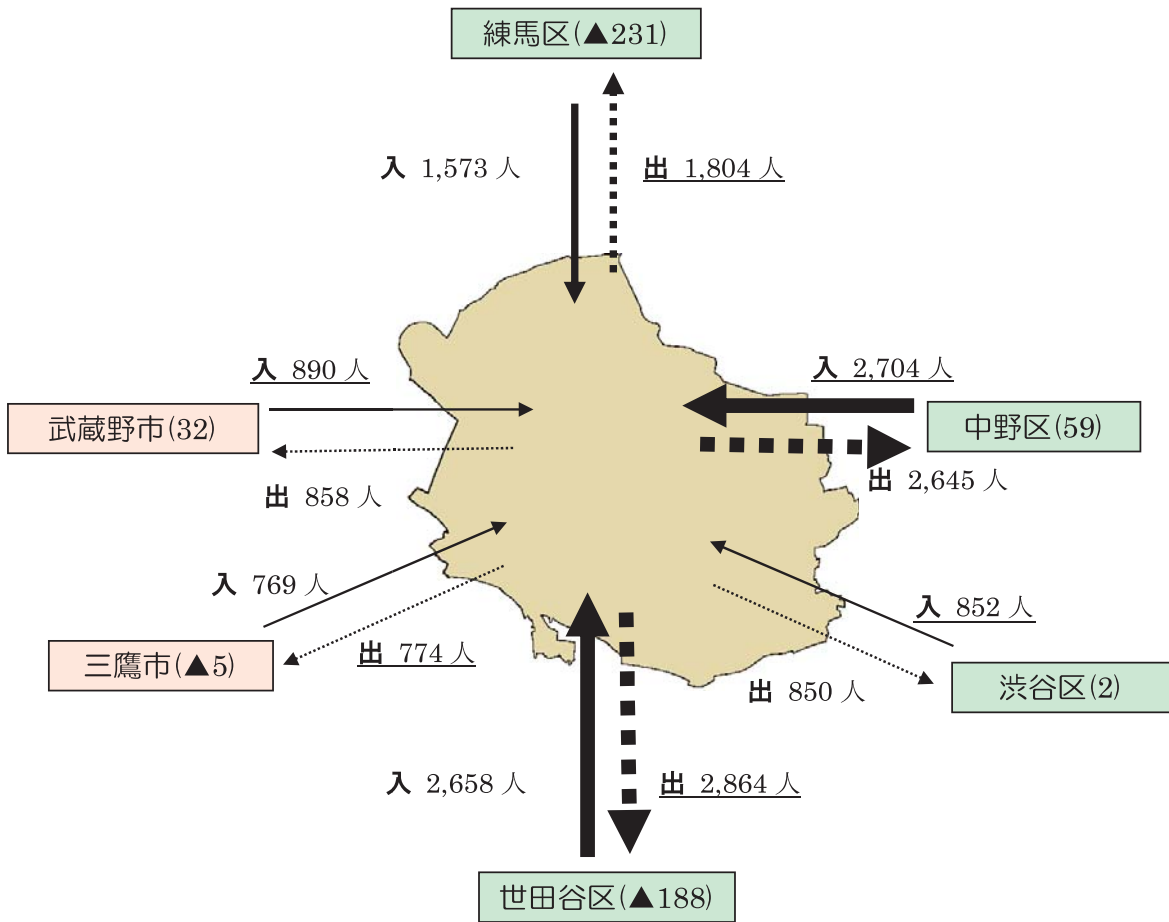 練馬区(▲231)
入 1,573 人
出 1,804 人
入 890 人
入 2,704 人
武蔵野市(32)
中野区(59)
出 858 人
出 2,645 人
入 769 人
入 852 人
出 774 人
三鷹市(▲5)
出 850 人
渋谷区(2)
入 2,658 人
出 2,864 人
世田谷区(▲188)